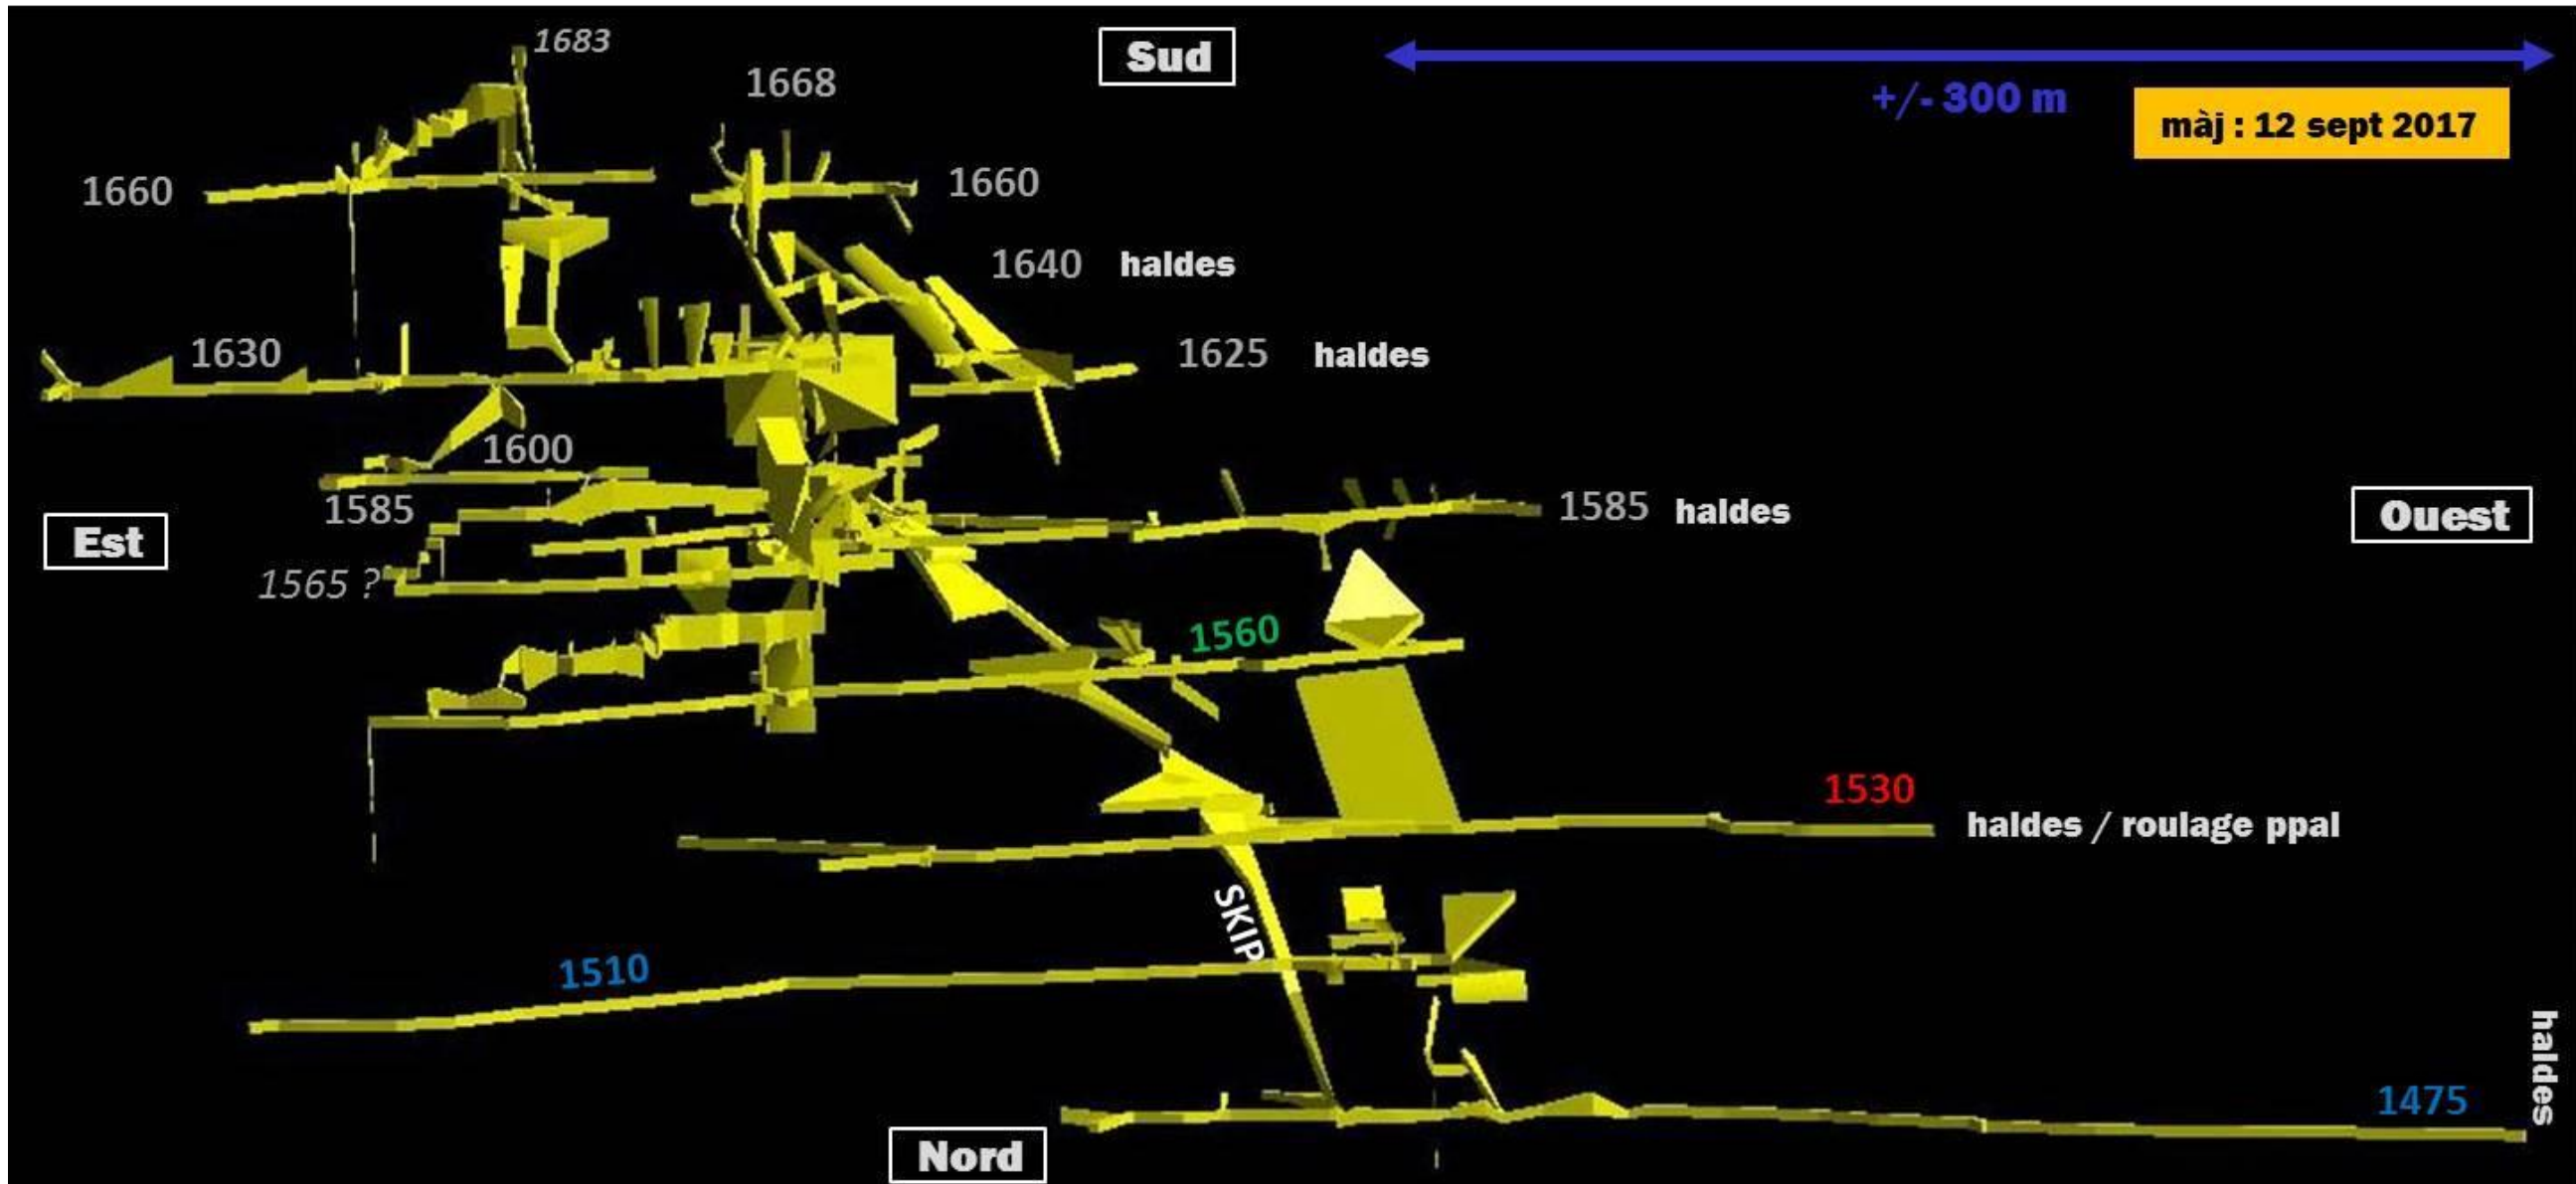 1683
Sud
1668
+/- 300 m
màj : 12 sept 2017
1660
1660
1640 haldes
1630
1625 haldes
1600
1585
1585 haldes
Est
Ouest
1565 ?
1560
1530
haldes / roulage ppal
SKIP
1510
haldes
1475
Nord